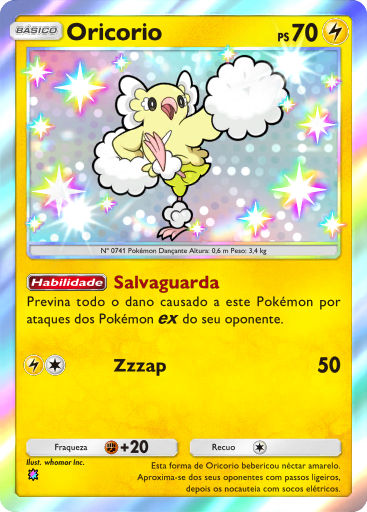 BÁSICO Oricorio PS 70
Nº 0741 Pokémon Dançante Altura: 0,6 m Peso: 3,4 kg
Habilidade Salvaguarda
Previna todo o dano causado a este Pokémon por
ataques dos Pokémon ex do seu oponente.
Zzzap 50
Fraqueza +20 Recuo
Ilust. whomor inc.
Esta forma de Oricorio bebericou néctar amarelo.
Aproxima-se dos seus oponentes com passos ligeiros,
depois os nocauteia com socos elétricos.